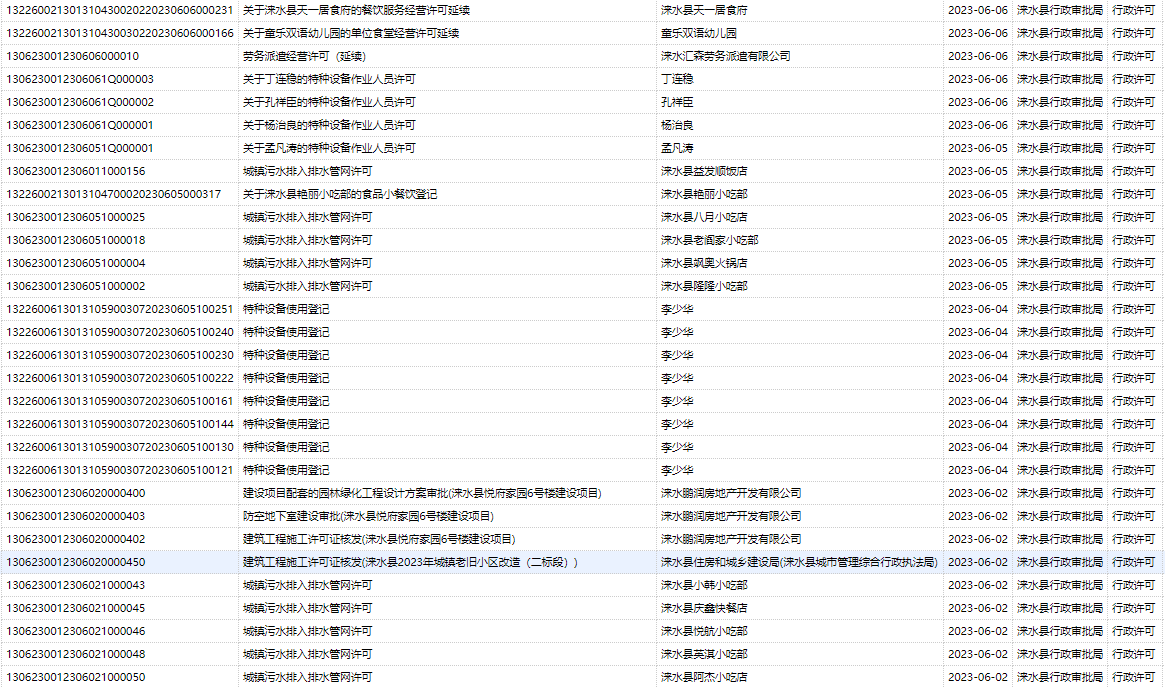 132260021301310430020220230606000231 关于涞水县天一居食府的餐饮服务经营许可延续 涞水县天一居食府 2023-06-06 涞水县行政审批局 行政许可
132260021301310430030220230606000166 关于童乐双语幼儿园的单位食堂经营许可延续 童乐双语幼儿园 2023-06-06 涞水县行政审批局 行政许可
130623001230606000010 劳务派遣经营许可（延续） 涞水汇森劳务派遣有限公司 2023-06-06 涞水县行政审批局 行政许可
1306230012306061Q000003 关于丁连稳的特种设备作业人员许可 丁连稳 2023-06-06 涞水县行政审批局 行政许可
1306230012306061Q000002 关于孔祥臣的特种设备作业人员许可 孔祥臣 2023-06-06 涞水县行政审批局 行政许可
1306230012306061Q000001 关于杨治良的特种设备作业人员许可 杨治良 2023-06-06 涞水县行政审批局 行政许可
1306230012306051Q000001 关于孟凡涛的特种设备作业人员许可 孟凡涛 2023-06-05 涞水县行政审批局 行政许可
1306230012306011000156 城镇污水排入排水管网许可 涞水县益发顺饭店 2023-06-05 涞水县行政审批局 行政许可
1322600213013104700020230605000317 关于涞水县艳丽小吃部的食品小餐饮登记 涞水县艳丽小吃部 2023-06-05 涞水县行政审批局 行政许可
1306230012306051000025 城镇污水排入排水管网许可 涞水县八月小吃店 2023-06-05 涞水县行政审批局 行政许可
1306230012306051000018 城镇污水排入排水管网许可 涞水县老阎家小吃部 2023-06-05 涞水县行政审批局 行政许可
1306230012306051000004 城镇污水排入排水管网许可 涞水县飒奥火锅店 2023-06-05 涞水县行政审批局 行政许可
1306230012306051000002 城镇污水排入排水管网许可 涞水县隆隆小吃部 2023-06-05 涞水县行政审批局 行政许可
132260061301310590030720230605100251 特种设备使用登记 李少华 2023-06-04 涞水县行政审批局 行政许可
132260061301310590030720230605100240 特种设备使用登记 李少华 2023-06-04 涞水县行政审批局 行政许可
132260061301310590030720230605100230 特种设备使用登记 李少华 2023-06-04 涞水县行政审批局 行政许可
132260061301310590030720230605100222 特种设备使用登记 李少华 2023-06-04 涞水县行政审批局 行政许可
132260061301310590030720230605100161 特种设备使用登记 李少华 2023-06-04 涞水县行政审批局 行政许可
132260061301310590030720230605100144 特种设备使用登记 李少华 2023-06-04 涞水县行政审批局 行政许可
132260061301310590030720230605100130 特种设备使用登记 李少华 2023-06-04 涞水县行政审批局 行政许可
132260061301310590030720230605100121 特种设备使用登记 李少华 2023-06-04 涞水县行政审批局 行政许可
1306230012306020000400 建设项目配套的园林绿化工程设计方案审批(涞水县悦府家园6号楼建设项目) 涞水鹏润房地产开发有限公司 2023-06-02 涞水县行政审批局 行政许可
1306230012306020000403 防空地下室建设审批(涞水县悦府家园6号楼建设项目) 涞水鹏润房地产开发有限公司 2023-06-02 涞水县行政审批局 行政许可
1306230012306020000402 建筑工程施工许可证核发(涞水县悦府家园6号楼建设项目) 涞水鹏润房地产开发有限公司 2023-06-02 涞水县行政审批局 行政许可
1306230012306020000450 建筑工程施工许可证核发(涞水县2023年城镇老旧小区改造（二标段）) 涞水县住房和城乡建设局(涞水县城市管理综合行政执法局) 2023-06-02 涞水县行政审批局 行政许可
1306230012306021000043 城镇污水排入排水管网许可 涞水县小韩小吃部 2023-06-02 涞水县行政审批局 行政许可
1306230012306021000045 城镇污水排入排水管网许可 涞水县庆鑫快餐店 2023-06-02 涞水县行政审批局 行政许可
1306230012306021000046 城镇污水排入排水管网许可 涞水县悦航小吃部 2023-06-02 涞水县行政审批局 行政许可
1306230012306021000048 城镇污水排入排水管网许可 涞水县英淇小吃部 2023-06-02 涞水县行政审批局 行政许可
1306230012306021000050 城镇污水排入排水管网许可 涞水县阿杰小吃店 2023-06-02 涞水县行政审批局 行政许可